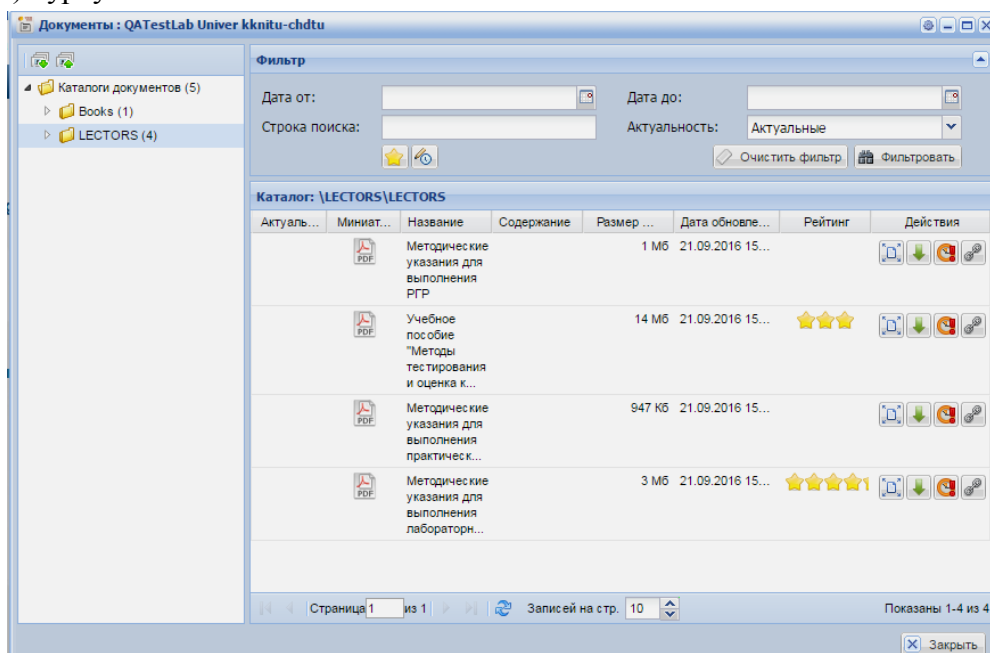 Документы : QATestLab Univer kknitu-chdtu
Фильтр
Каталоги документов (5)
Books (1)
LECTORS (4)
Дата от:
Дата до:
Строка поиска:
Актуальность:
Актуальные
Очистить фильтр
Фильтровать
Каталог: \LECTORS\LECTORS
Актуаль... Миниат... Название Содержание Размер ... Дата обновле... Рейтинг Действия
PDF Методические 1 Мб 21.09.2016 15...
указания для
выполнения
РГР
PDF Учебное 14 Мб 21.09.2016 15...
пособие
"Методы
тестирования
и оценка к...
PDF Методические 947 Кб 21.09.2016 15...
указания для
выполнения
практическ...
PDF Методические 3 Мб 21.09.2016 15...
указания для
выполнения
лабораторн...
Страница 1 из 1 Записей на стр. 10 Показаны 1-4 из 4
Закрыть